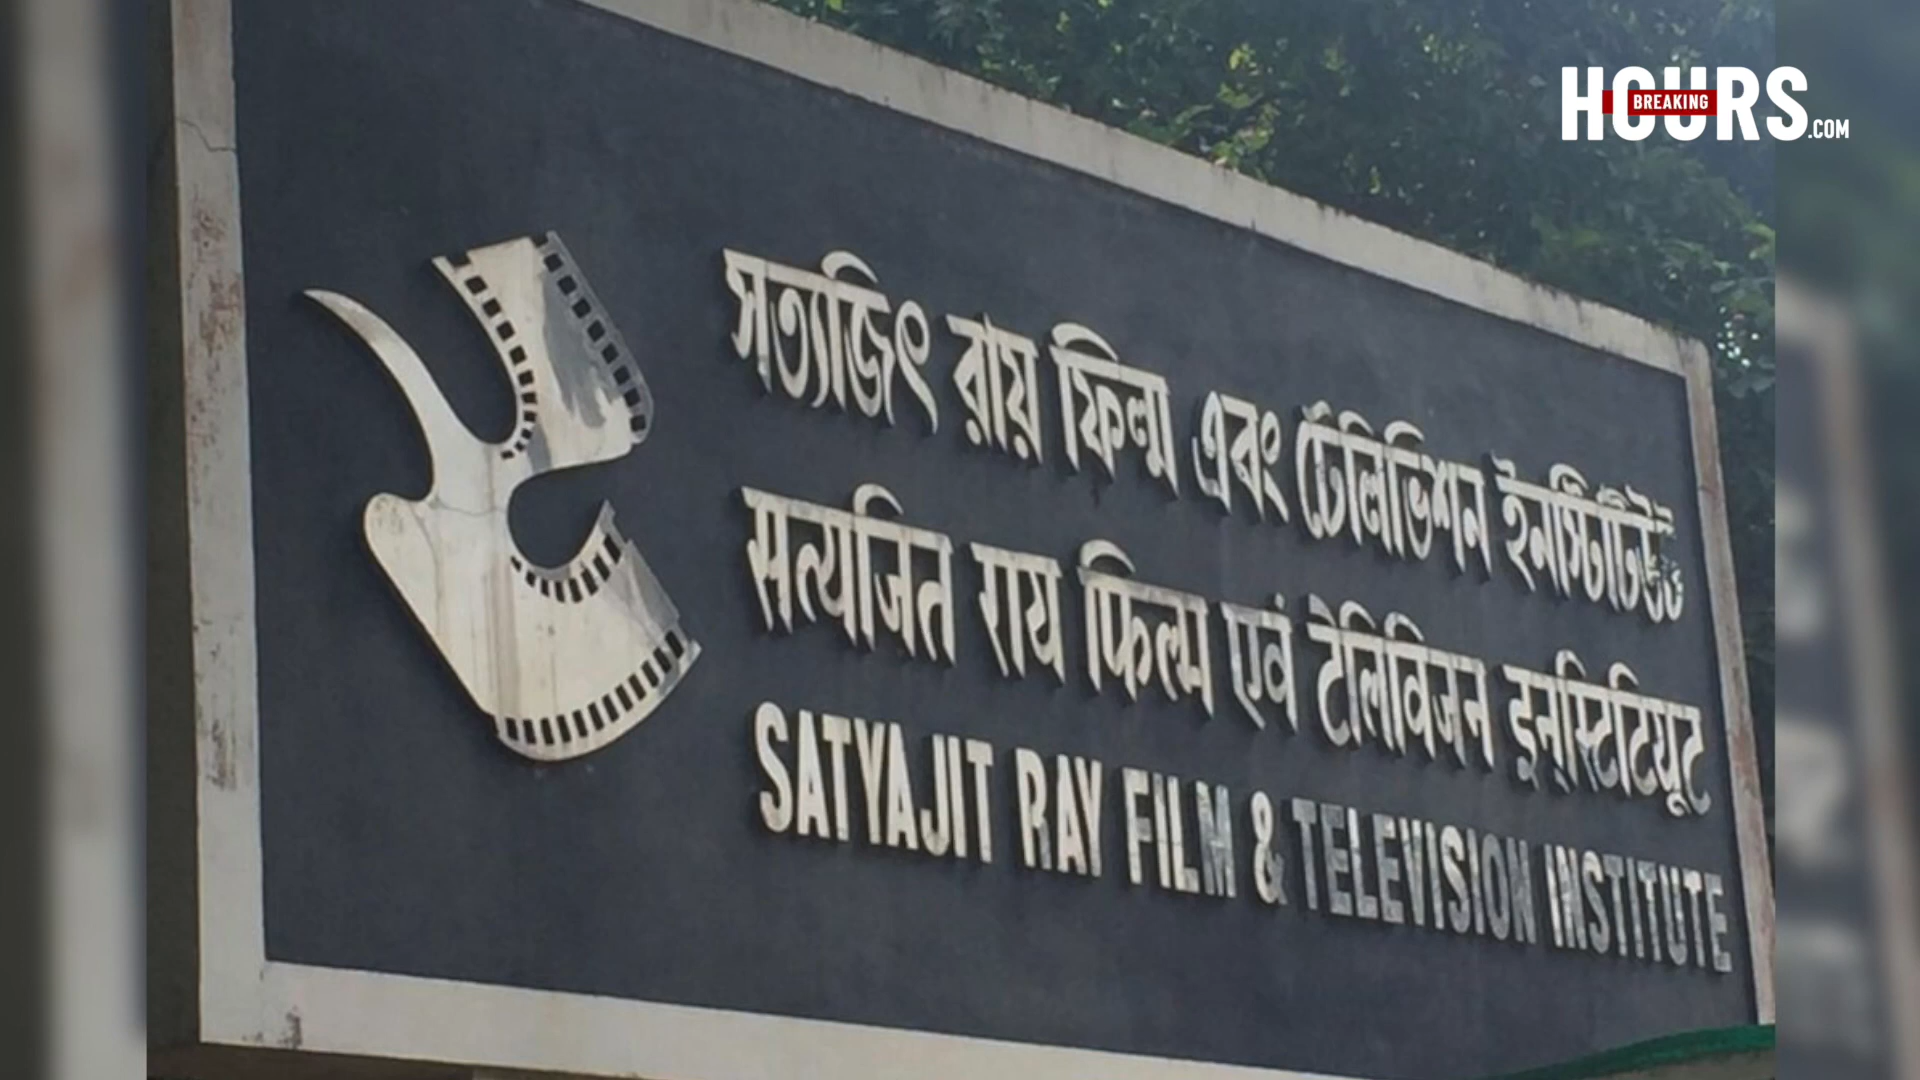 HOURS.COM
BREAKING
সত্যজিৎ রায় ফিল্ম এবং টেলিভিশন ইনস্টিটিউট
सत्यजित राय फिल्म एवं टेलिविजन इन्स्टिटियूट
SATYAJIT RAY FILM & TELEVISION INSTITUTE